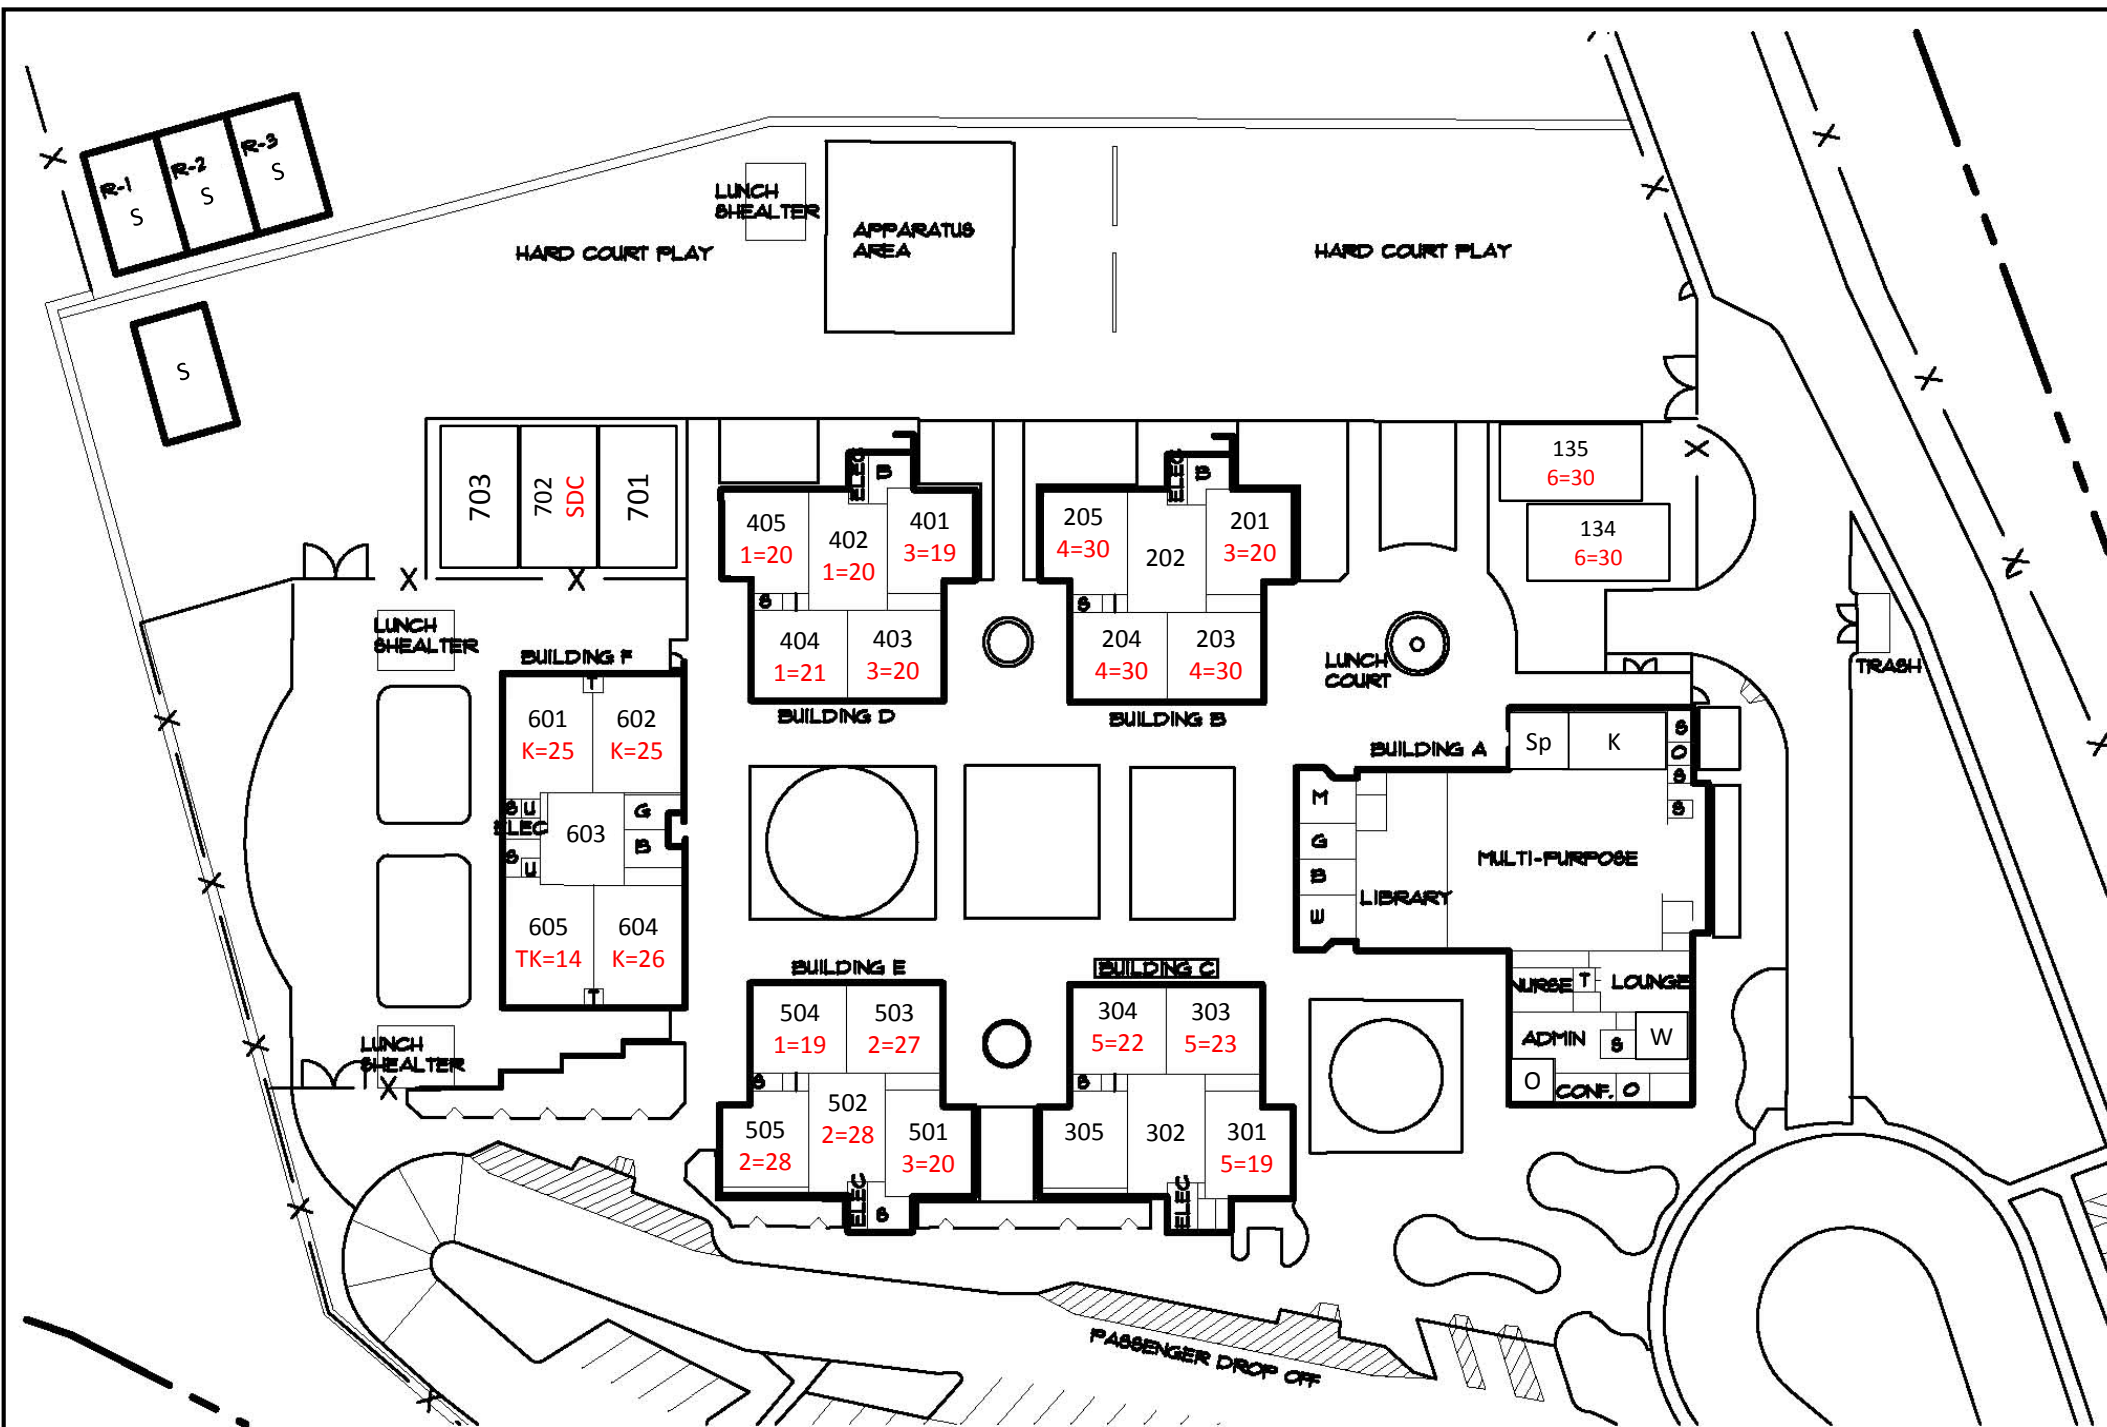 R-1
S
R-2
S
R-3
S
LUNCH
SHEALTER
APPARATUS
AREA
HARD COURT PLAY
HARD COURT PLAY
S
703
702
SDC
701
ELEC
B
405
1=20
402
1=20
401
3=19
S
404
1=21
403
3=20
BUILDING D
ELEC
B
205
4=30
202
201
3=20
S
204
4=30
203
4=30
BUILDING B
135
6=30
134
6=30
LUNCH
COURT
TRASH
LUNCH
SHEALTER
BUILDING F
T
601
K=25
602
K=25
S
U
ELEC
603
G
B
S
U
605
TK=14
604
K=26
T
LUNCH
SHEALTER
BUILDING A
Sp
K
S
O
S
S
M
G
B
W
LIBRARY
MULTI-PURPOSE
NURSE
T
LOUNGE
ADMIN
S
W
O
CONF.
O
BUILDING E
504
1=19
503
2=27
S
505
2=28
502
2=28
501
3=20
ELEC
S
BUILDING C
304
5=22
303
5=23
S
305
302
301
5=19
ELEC
PASSENGER DROP OFF